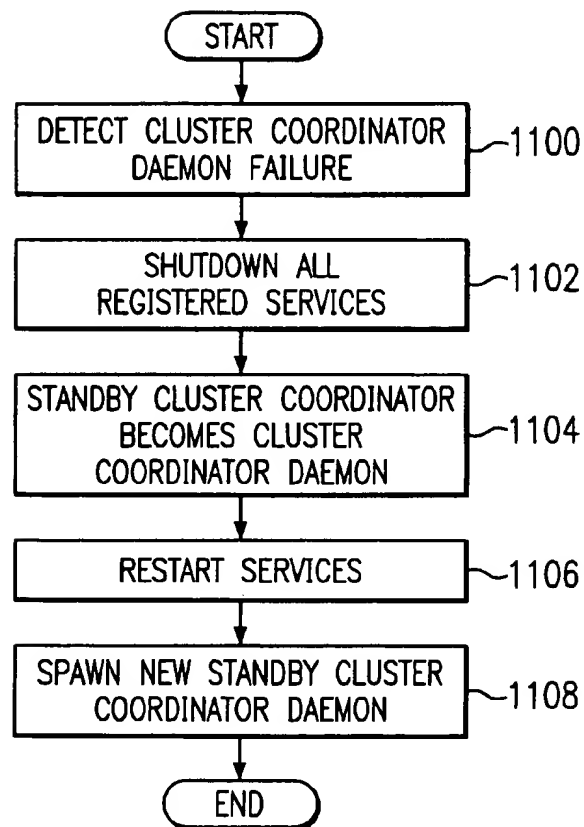 START
DETECT CLUSTER COORDINATOR
DAEMON FAILURE
1100
SHUTDOWN ALL
REGISTERED SERVICES
1102
STANDBY CLUSTER COORDINATOR
BECOMES CLUSTER
COORDINATOR DAEMON
1104
RESTART SERVICES
1106
SPAWN NEW STANDBY CLUSTER
COORDINATOR DAEMON
1108
END